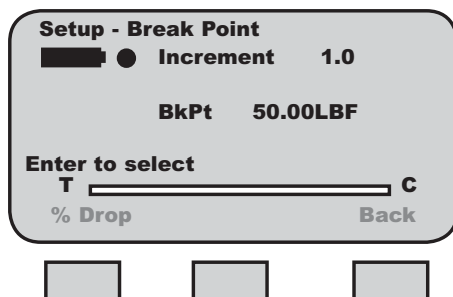 Setup - Break Point
Increment 1.0
BkPt 50.00LBF
Enter to select
T C
% Drop Back